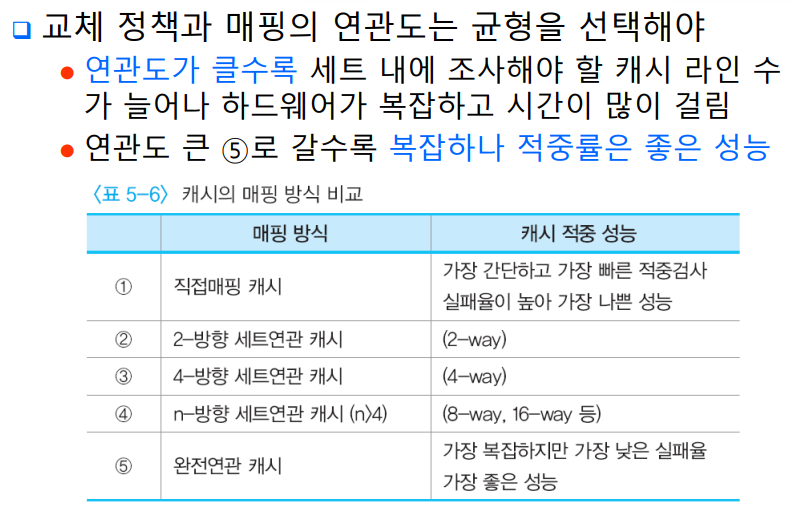 교체 정책과 매핑의 연관도는 균형을 선택해야
연관도가 클수록 세트 내에 조사해야 할 캐시 라인 수
가 늘어나 하드웨어가 복잡하고 시간이 많이 걸림
연관도 큰 ⑤로 갈수록 복잡하나 적중률은 좋은 성능
〈표 5-6〉 캐시의 매핑 방식 비교
매핑 방식 캐시 적중 성능
① 직접매핑 캐시 가장 간단하고 가장 빠른 적중검사
실패율이 높아 가장 나쁜 성능
② 2-방향 세트연관 캐시 (2-way)
③ 4-방향 세트연관 캐시 (4-way)
④ n-방향 세트연관 캐시 (n>4) (8-way, 16-way 등)
⑤ 완전연관 캐시 가장 복잡하지만 가장 낮은 실패율
가장 좋은 성능